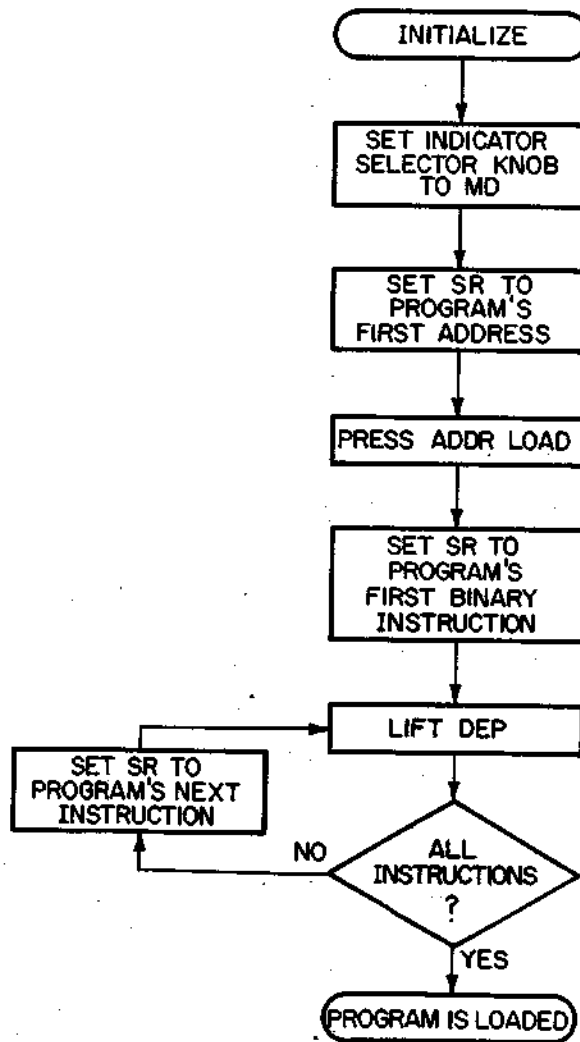 INITIALIZE
SET INDICATOR
SELECTOR KNOB
TO MD
SET SR TO
PROGRAM'S
FIRST ADDRESS
PRESS ADDR LOAD
SET SR TO
PROGRAM'S
FIRST BINARY
INSTRUCTION
LIFT DEP
SET SR TO
PROGRAM'S NEXT
INSTRUCTION
NO
ALL
INSTRUCTIONS
?
YES
PROGRAM IS LOADED